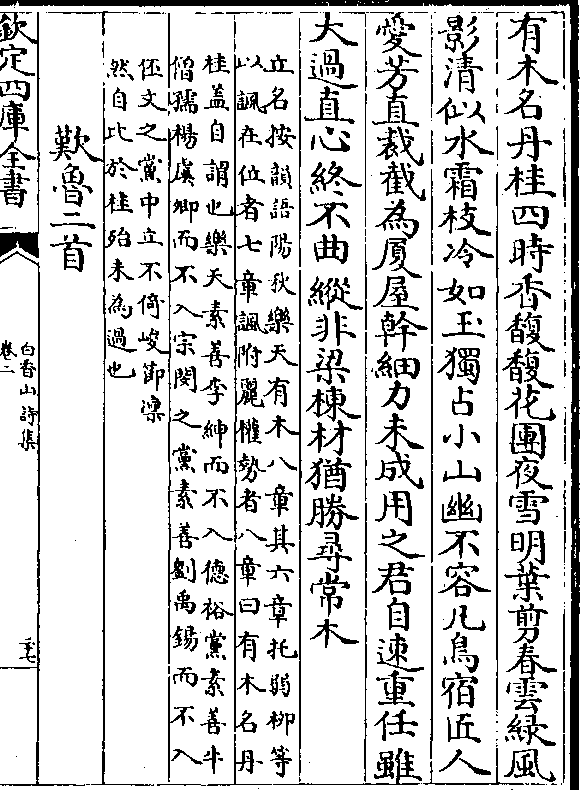 有木名丹桂四時香馥馥花團夜雪明葉剪春雲緑風
影清似水霜枝冷如玉獨占小山幽不容凡鳥宿匠人
愛芳直裁截為厦屋幹細力未成用之君自速重任雖
大過直心終不曲縱非梁棟材猶勝尋常木
立名按韻語陽秋樂天有木八章其六章托弱柳等
以諷在位者七章諷附麗權勢者八章曰有木名丹
桂蓋自謂也樂天素善李紳而不入德裕黨素善牛
僧孺楊虞卿而不入宗閔之黨素善劉禹錫而不入
伾文之黨中立不倚峻節凛
然自比於桂殆未為過也
歎魯二首
欽定四庫全書
白香山詩集
卷二